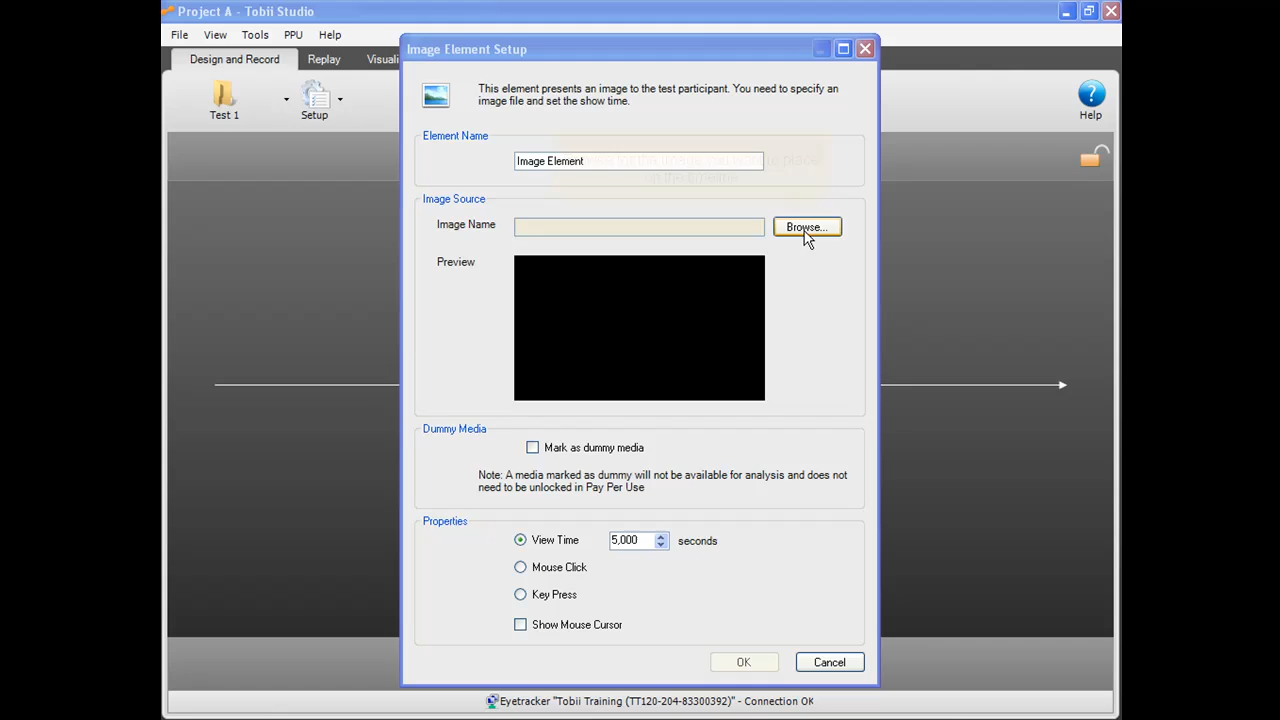 Project A - Tobii Studio
File View Tools PPU Help
Design and Record Replay Visuali
Test 1 Setup Help
Image Element Setup
This element presents an image to the test participant. You need to specify an
image file and set the show time.
Element Name
Image Element
Image Source
Image Name Browse...
Preview
Dummy Media
Mark as dummy media
Note: A media marked as dummy will not be available for analysis and does not
need to be unlocked in Pay Per Use
Properties
View Time 5,000 seconds
Mouse Click
Key Press
Show Mouse Cursor
OK Cancel
Eyetracker "Tobii Training (TT120-204-83300392)" - Connection OK